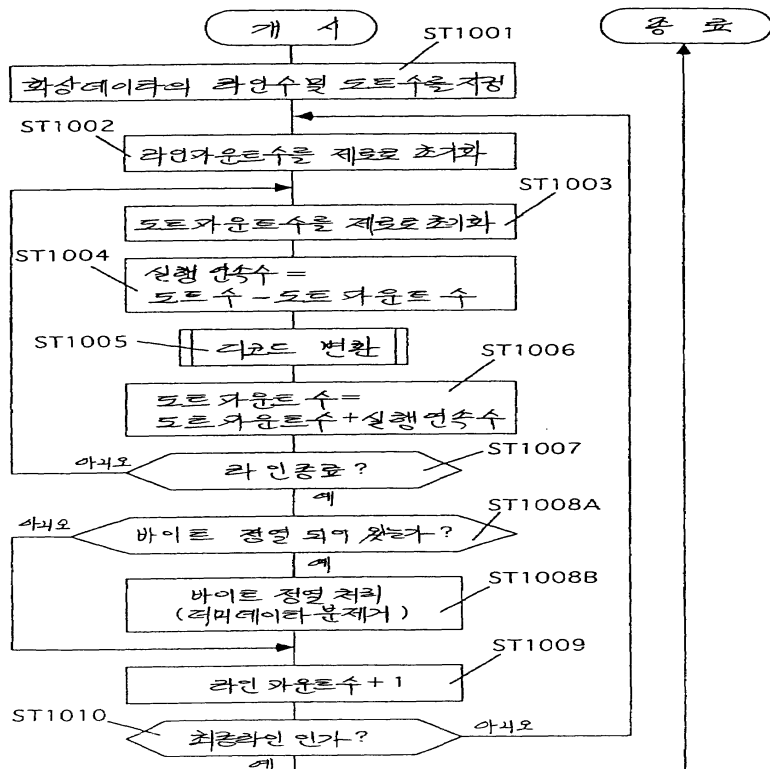 개 시
종 료
ST1001
화상데이타의 라인수및 도트수를 지정
ST1002
라인카운트수를 제로로 초기화
ST1003
도트카운트수를 제로로초기화
ST1004
실행 연속수 =
도트 수 - 도트 카운트 수
ST1005
디코드 변환
ST1006
도트 카운트 수 =
도트 카운트수 + 실행연속수
ST1007
라 인종료 ?
아니오
예
ST1008A
바이트 정열 되어 있는가 ?
아니오
예
ST1008B
바이트 정열 처리
(더미데이타분제거)
ST1009
라인 카운트수 + 1
ST1010
최종라인 인가 ?
아니오
예